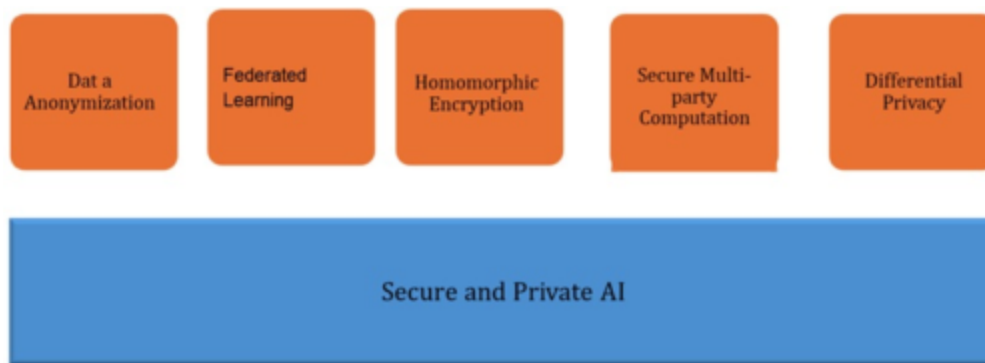 Dat a
Anonymization
Federated
Learning
Homomorphic
Encryption
Secure Multi-
party
Computation
Differential
Privacy
Secure and Private AI